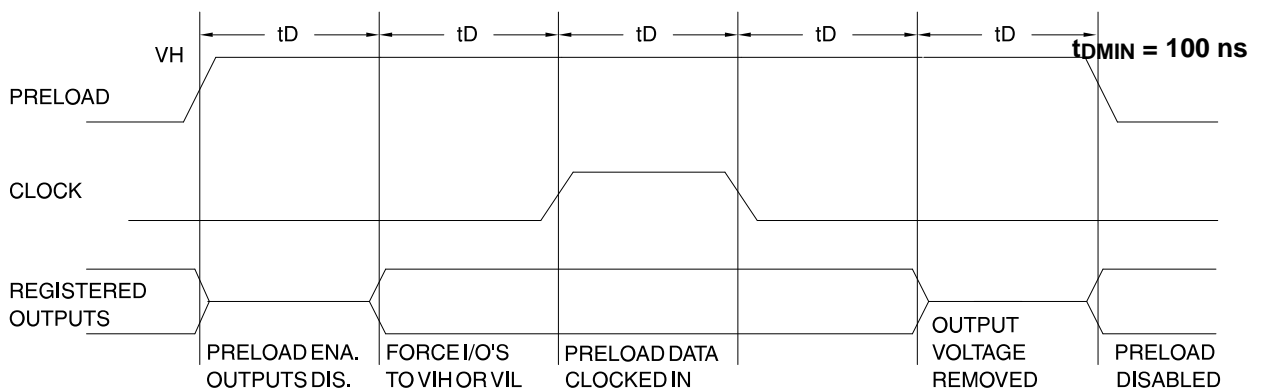 tD tD tD tD tD
VH
tDMIN = 100 ns
PRELOAD
CLOCK
REGISTERED
OUTPUTS
PRELOAD ENA.
OUTPUTS DIS.
FORCE I/O'S
TO VIH OR VIL
PRELOAD DATA
CLOCKED IN
OUTPUT
VOLTAGE
REMOVED
PRELOAD
DISABLED